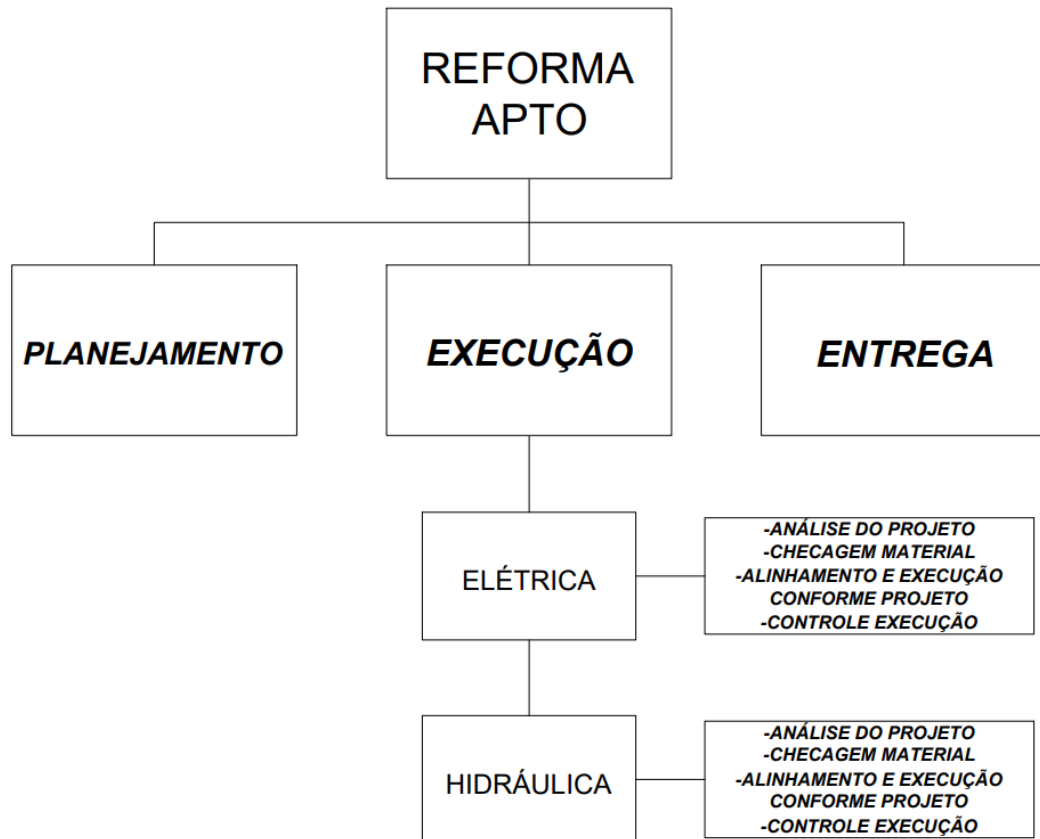 REFORMA
APTO
PLANEJAMENTO
EXECUÇÃO
ENTREGA
ELÉTRICA
-ANÁLISE DO PROJETO
-CHECAGEM MATERIAL
-ALINHAMENTO E EXECUÇÃO
CONFORME PROJETO
-CONTROLE EXECUÇÃO
HIDRÁULICA
-ANÁLISE DO PROJETO
-CHECAGEM MATERIAL
-ALINHAMENTO E EXECUÇÃO
CONFORME PROJETO
-CONTROLE EXECUÇÃO